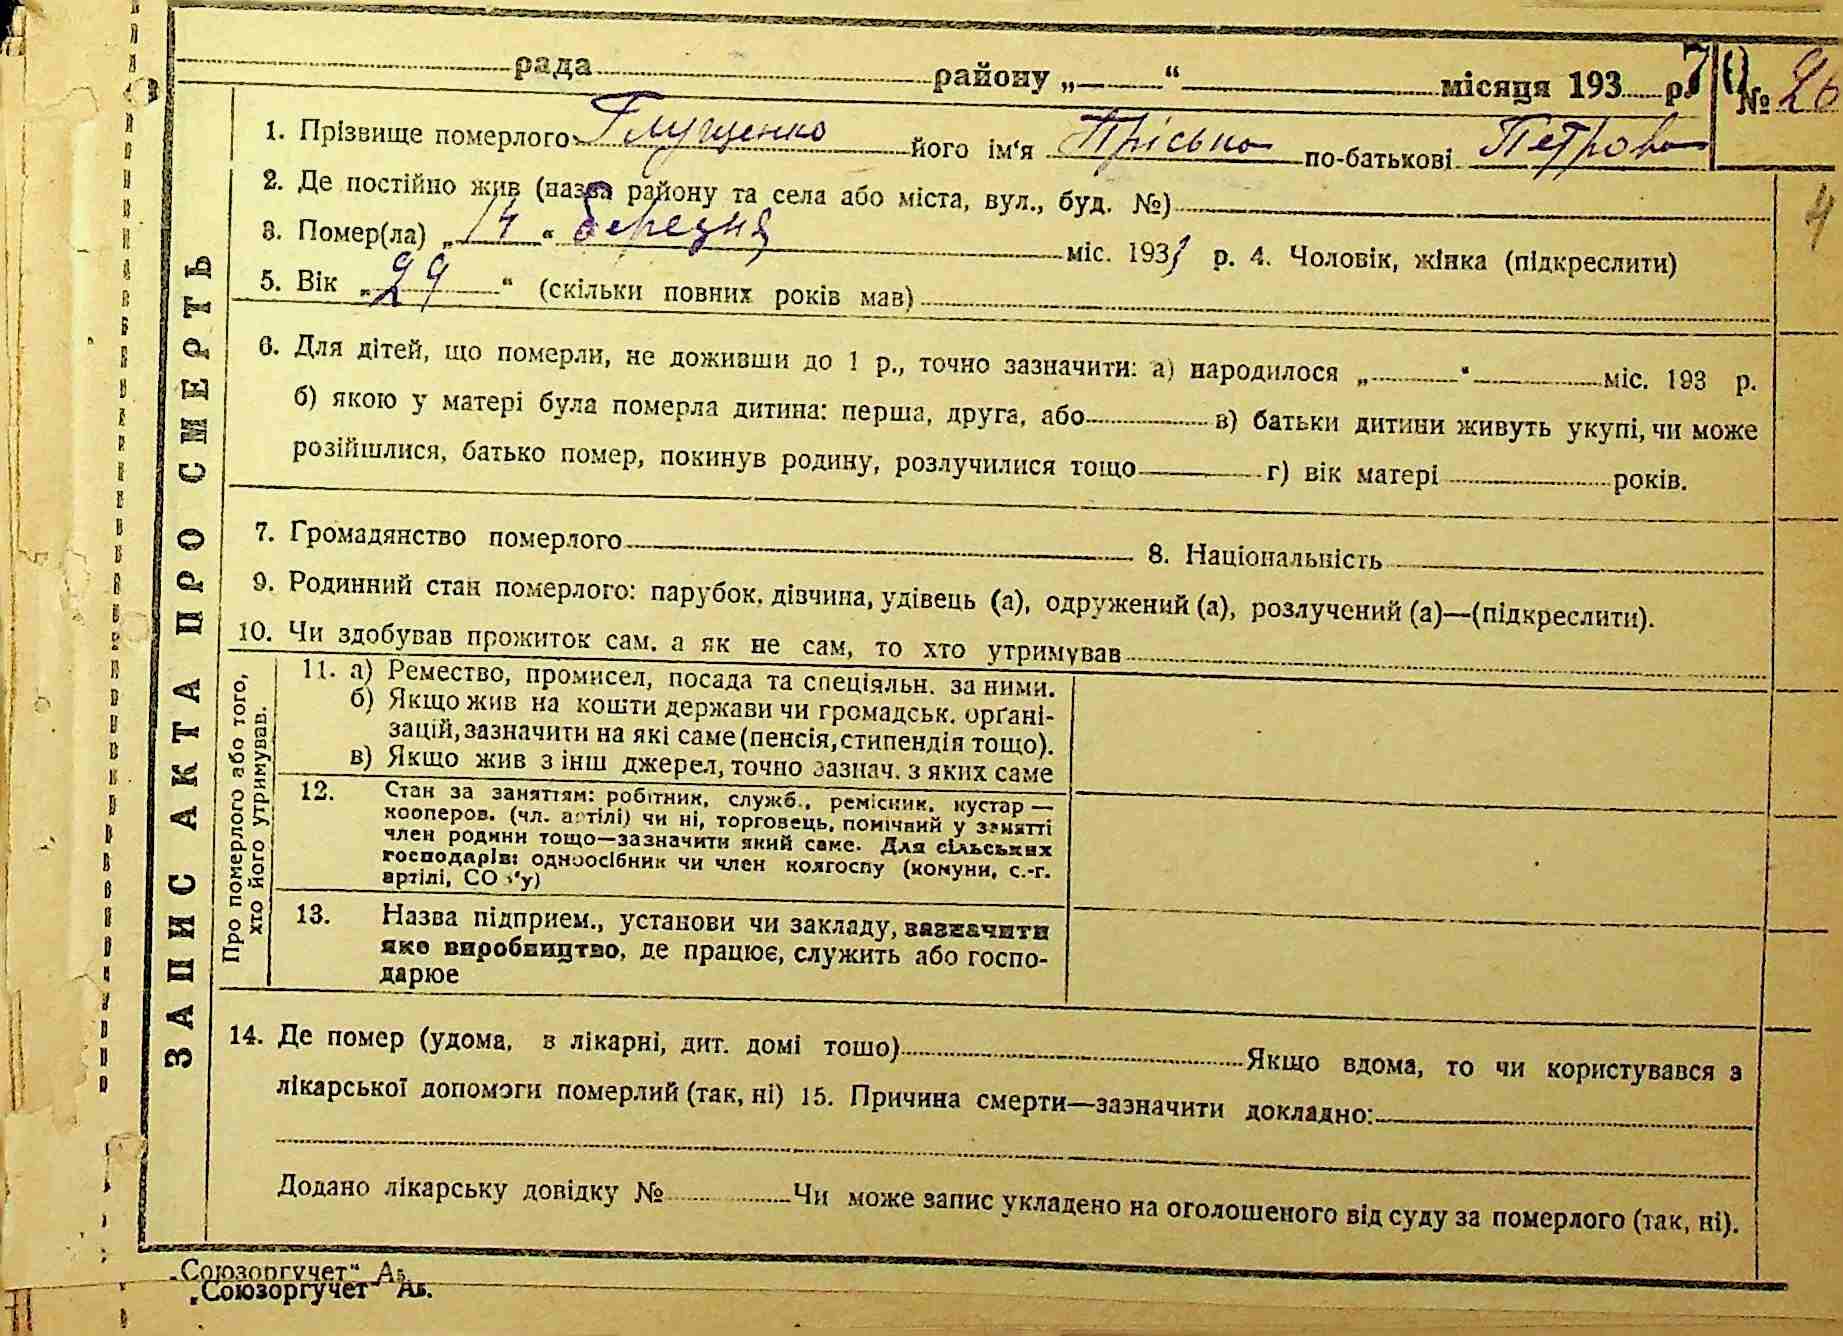 рада району „ “ місяця 193 р. 70 № 26
1. Прізвище померлого Глущенко його ім‘я Пріська по-батькові Петрова
2. Де постійно жив (назва району та села або міста, вул., буд. №)
4
3. Помер(ла) „14“ березня міс. 1933 р. 4. Чоловік, жінка (підкреслити)
5. Вік „29“ (скільки повних років мав)
6. Для дітей, що померли, не доживши до 1 р., точно зазначити: а) народилося „ “ міс. 193 р.
б) якою у матері була померла дитина: перша, друга, або в) батьки дитини живуть укупі, чи може
розійшлися, батько помер, покинув родину, розлучилися тощо г) вік матері років.
7. Громадянство померлого 8. Національність
9. Родинний стан померлого: парубок, дівчина, удівець (а), одружений (а), розлучений (а)—(підкреслити).
10. Чи здобував прожиток сам, а як не сам, то хто утримував
Про померлого або того,
хто його утримував.
11. а) Ремество, промисел, посада та спеціяльн. за ними.
б) Якщо жив на кошти держави чи громадськ. орґані-
зацій, зазначити на які саме (пенсія, стипендія тощо).
в) Якщо жив з інш джерел, точно зазнач. з яких саме
12. Стан за заняттям: робітник, служб., ремісник, кустар —
кооперов. (чл. артілі) чи ні, торговець, помічний у занятті
член родини тощо—зазначити який саме. Для сільських
господарів: одноосібник чи член колгоспу (комуни, с.-г.
артілі, СО у)
13. Назва підприєм., установи чи закладу, зазначити
яке виробництво, де працює, служить або госпо-
дарює
14. Де помер (удома, в лікарні, дит. домі тощо) Якщо вдома, то чи користувався з
лікарської допомоги померлий (так, ні) 15. Причина смерти—зазначити докладно:
Додано лікарську довідку № Чи може запис укладено на оголошеного від суду за померлого (так, ні).
ЗАПИС АКТА ПРО СМЕРТЬ
„Союзоргучет“ Аз.
„Союзоргучет“ Аз.